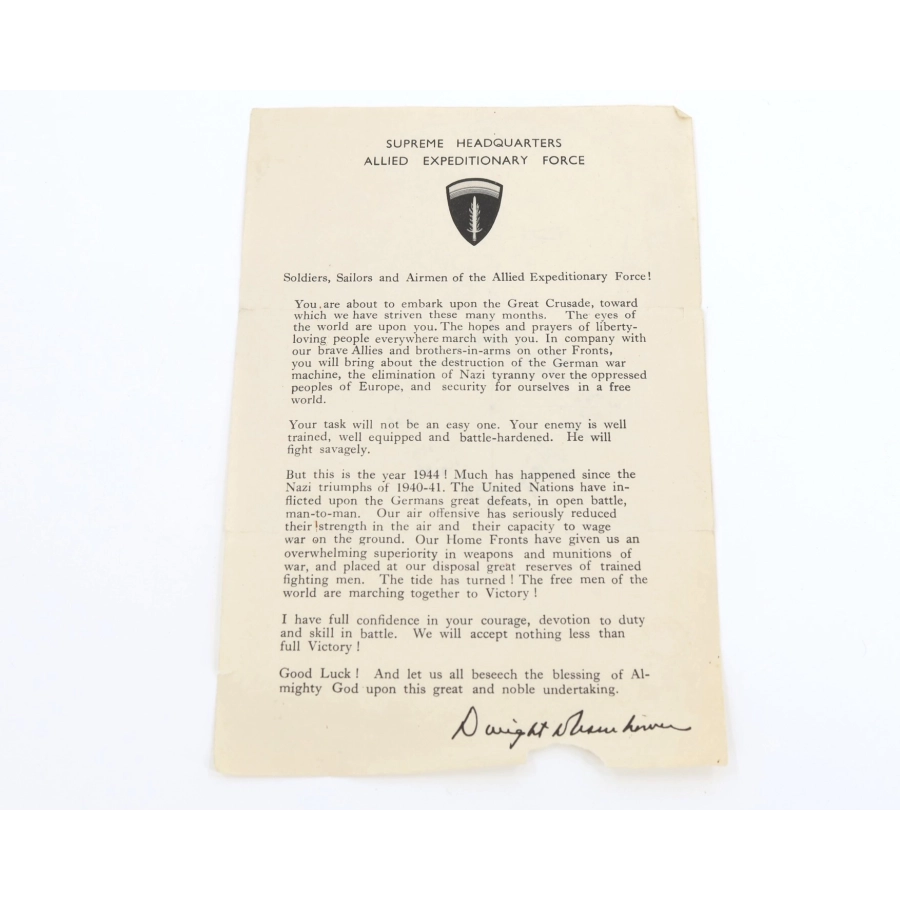 SUPREME HEADQUARTERS
ALLIED EXPEDITIONARY FORCE
Soldiers, Sailors and Airmen of the Allied Expeditionary Force!
You are about to embark upon the Great Crusade, toward
which we have striven these many months. The eyes of
the world are upon you. The hopes and prayers of liberty-
loving people everywhere march with you. In company with
our brave Allies and brothers-in-arms on other Fronts,
you will bring about the destruction of the German war
machine, the elimination of Nazi tyranny over the oppressed
peoples of Europe, and security for ourselves in a free
world.
Your task will not be an easy one. Your enemy is well
trained, well equipped and battle-hardened. He will
fight savagely.
But this is the year 1944 ! Much has happened since the
Nazi triumphs of 1940-41. The United Nations have in-
flicted upon the Germans great defeats, in open battle,
man-to-man. Our air offensive has seriously reduced
their strength in the air and their capacity to wage
war on the ground. Our Home Fronts have given us an
overwhelming superiority in weapons and munitions of
war, and placed at our disposal great reserves of trained
fighting men. The tide has turned ! The free men of the
world are marching together to Victory !
I have full confidence in your courage, devotion to duty
and skill in battle. We will accept nothing less than
full Victory !
Good Luck ! And let us all beseech the blessing of Al-
mighty God upon this great and noble undertaking.
Dwight D Eisenhower